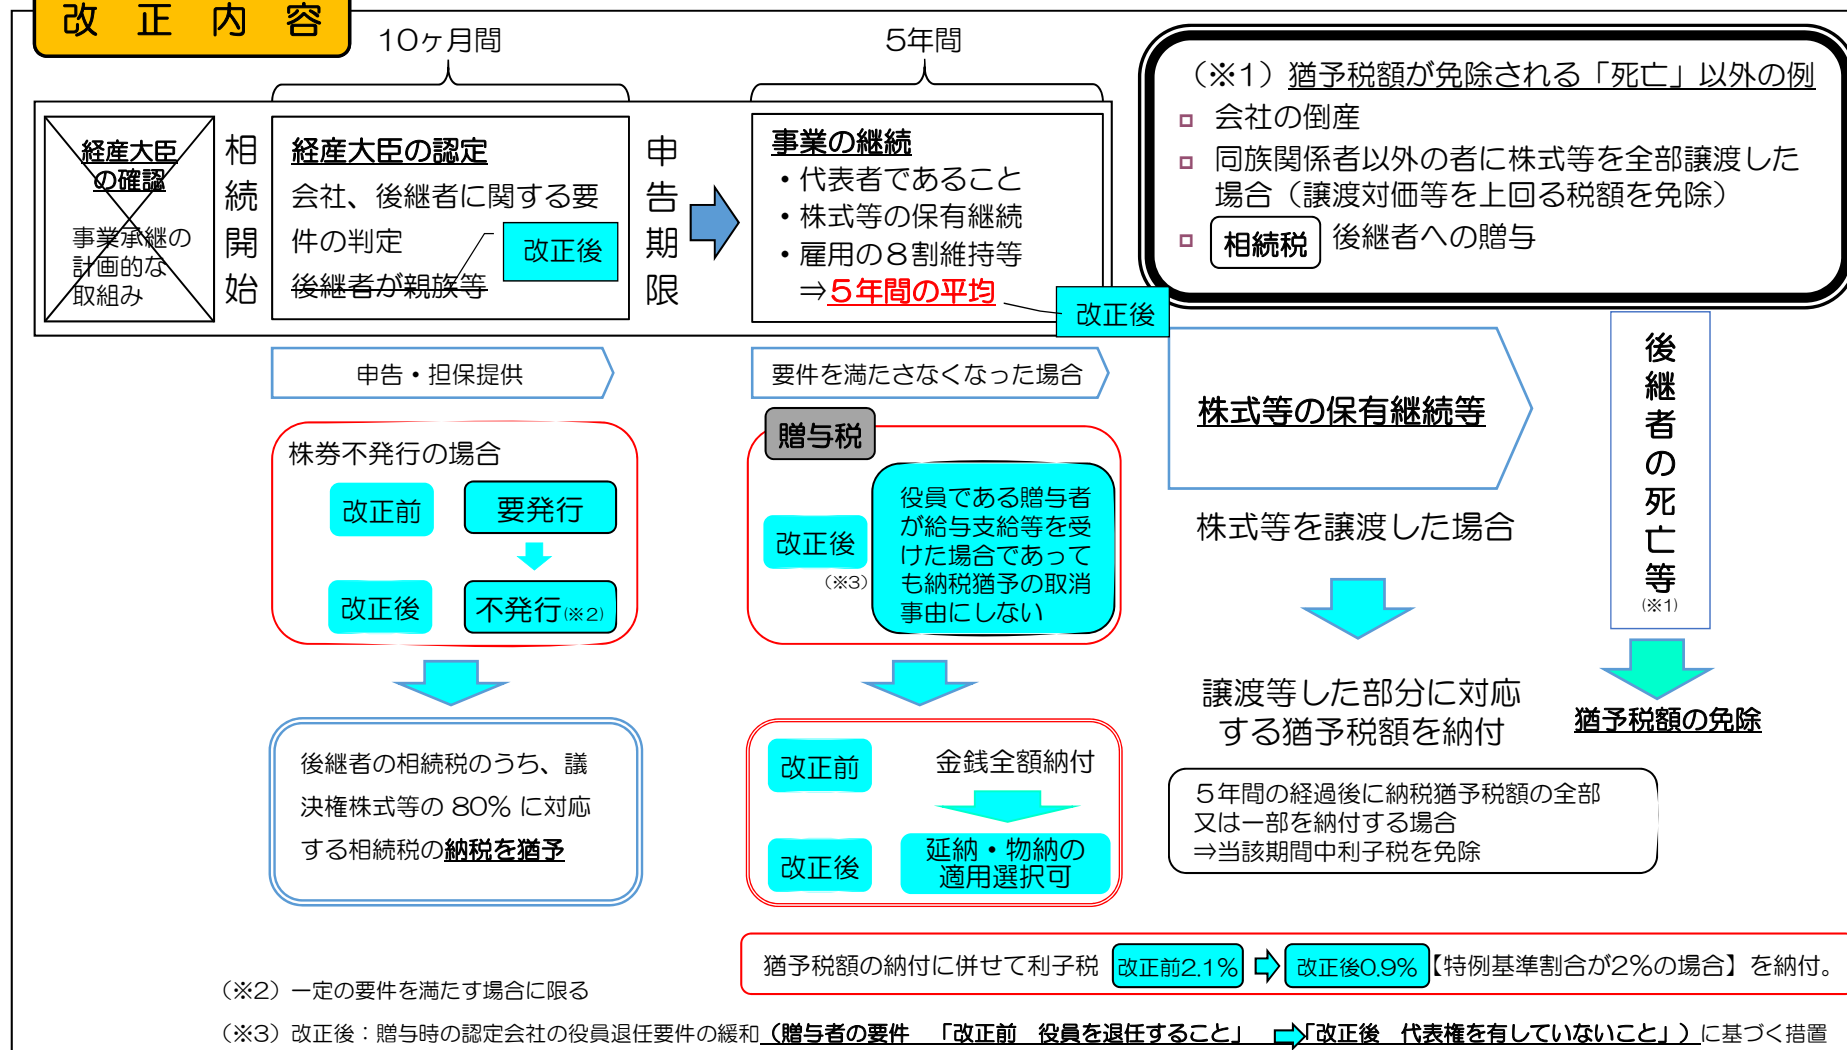 改正内容
10ヶ月間
5年間
経産大臣
の確認
事業承継の
計画的な
取組み
相続開始
経産大臣の認定
会社、後継者に関する要
件の判定
後継者が親族等
改正後
申告期限
事業の継続
・代表者であること
・株式等の保有継続
・雇用の８割維持等
⇒５年間の平均
改正後
（※1）猶予税額が免除される「死亡」以外の例
会社の倒産
同族関係者以外の者に株式等を全部譲渡した
場合（譲渡対価等を上回る税額を免除）
相続税 後継者への贈与
申告・担保提供
株券不発行の場合
改正前 要発行
改正後 不発行(※2)
後継者の相続税のうち、議
決権株式等の 80% に対応
する相続税の納税を猶予
要件を満たさなくなった場合
贈与税
改正後
（※3）
役員である贈与者
が給与支給等を受
けた場合であって
も納税猶予の取消
事由にしない
改正前 金銭全額納付
改正後
延納・物納の
適用選択可
株式等の保有継続等
株式等を譲渡した場合
譲渡等した部分に対応
する猶予税額を納付
５年間の経過後に納税猶予税額の全部
又は一部を納付する場合
⇒当該期間中利子税を免除
後継者の死亡等
(※1)
猶予税額の免除
猶予税額の納付に併せて利子税 改正前2.1% 改正後0.9% 【特例基準割合が2%の場合】を納付。
（※2）一定の要件を満たす場合に限る
（※3）改正後：贈与時の認定会社の役員退任要件の緩和（贈与者の要件 「改正前 役員を退任すること」 「改正後 代表権を有していないこと」）に基づく措置